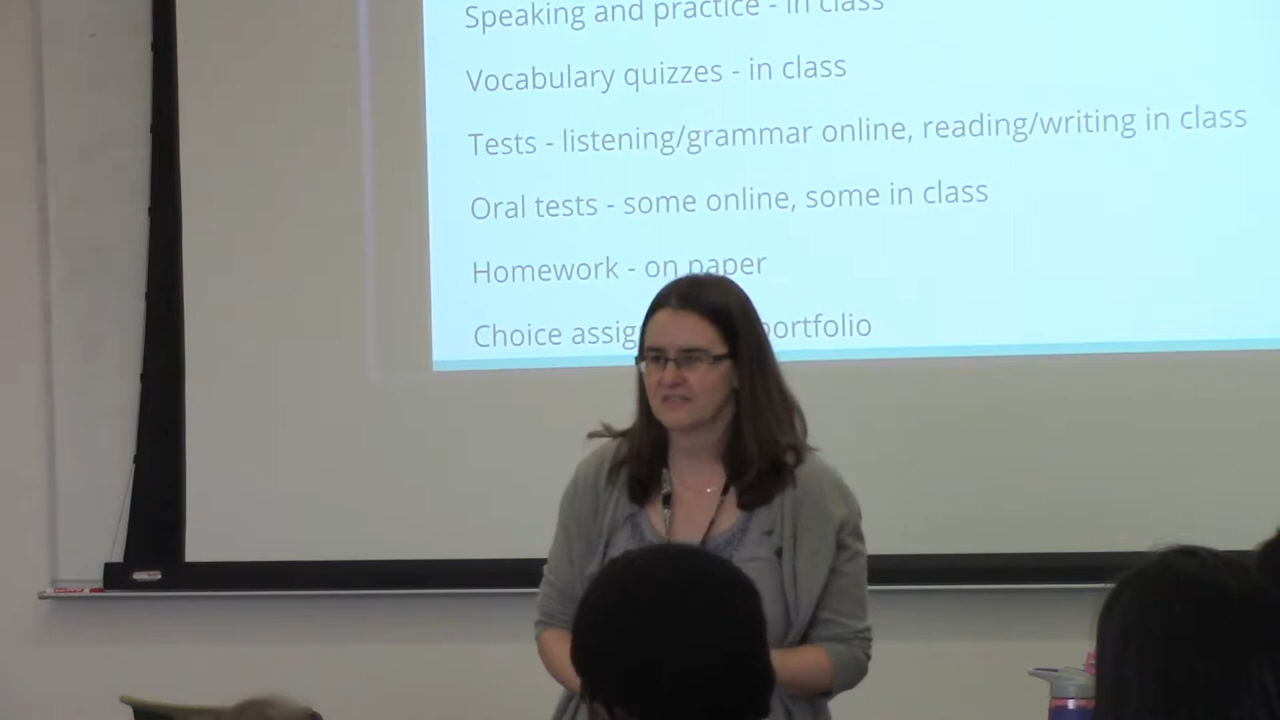 Speaking and practice - in class
Vocabulary quizzes - in class
Tests - listening/grammar online, reading/writing in class
Oral tests - some online, some in class
Homework - on paper
Choice portfolio